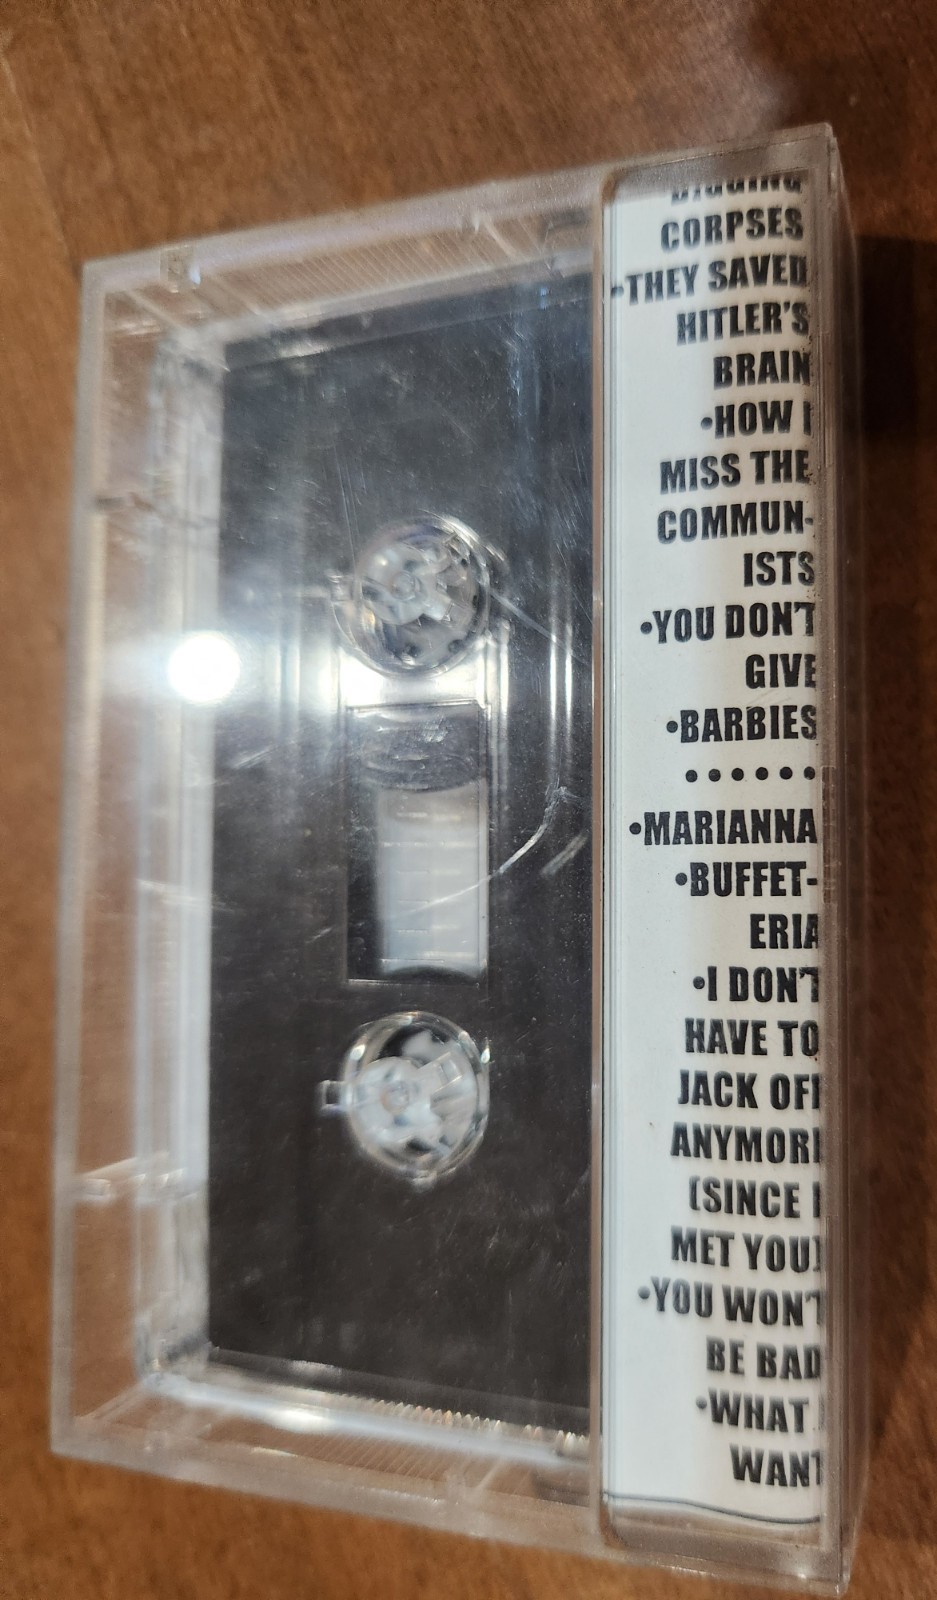 DIGGING
CORPSES
•THEY SAVED
HITLER'S
BRAIN
•HOW I
MISS THE
COMMUN-
ISTS
•YOU DON'T
GIVE
•BARBIES
••••••
•MARIANNA
•BUFFET-
ERIA
•I DON'T
HAVE TO
JACK OFF
ANYMORE
(SINCE I
MET YOU)
•YOU WON'T
BE BAD
•WHAT I
WANT